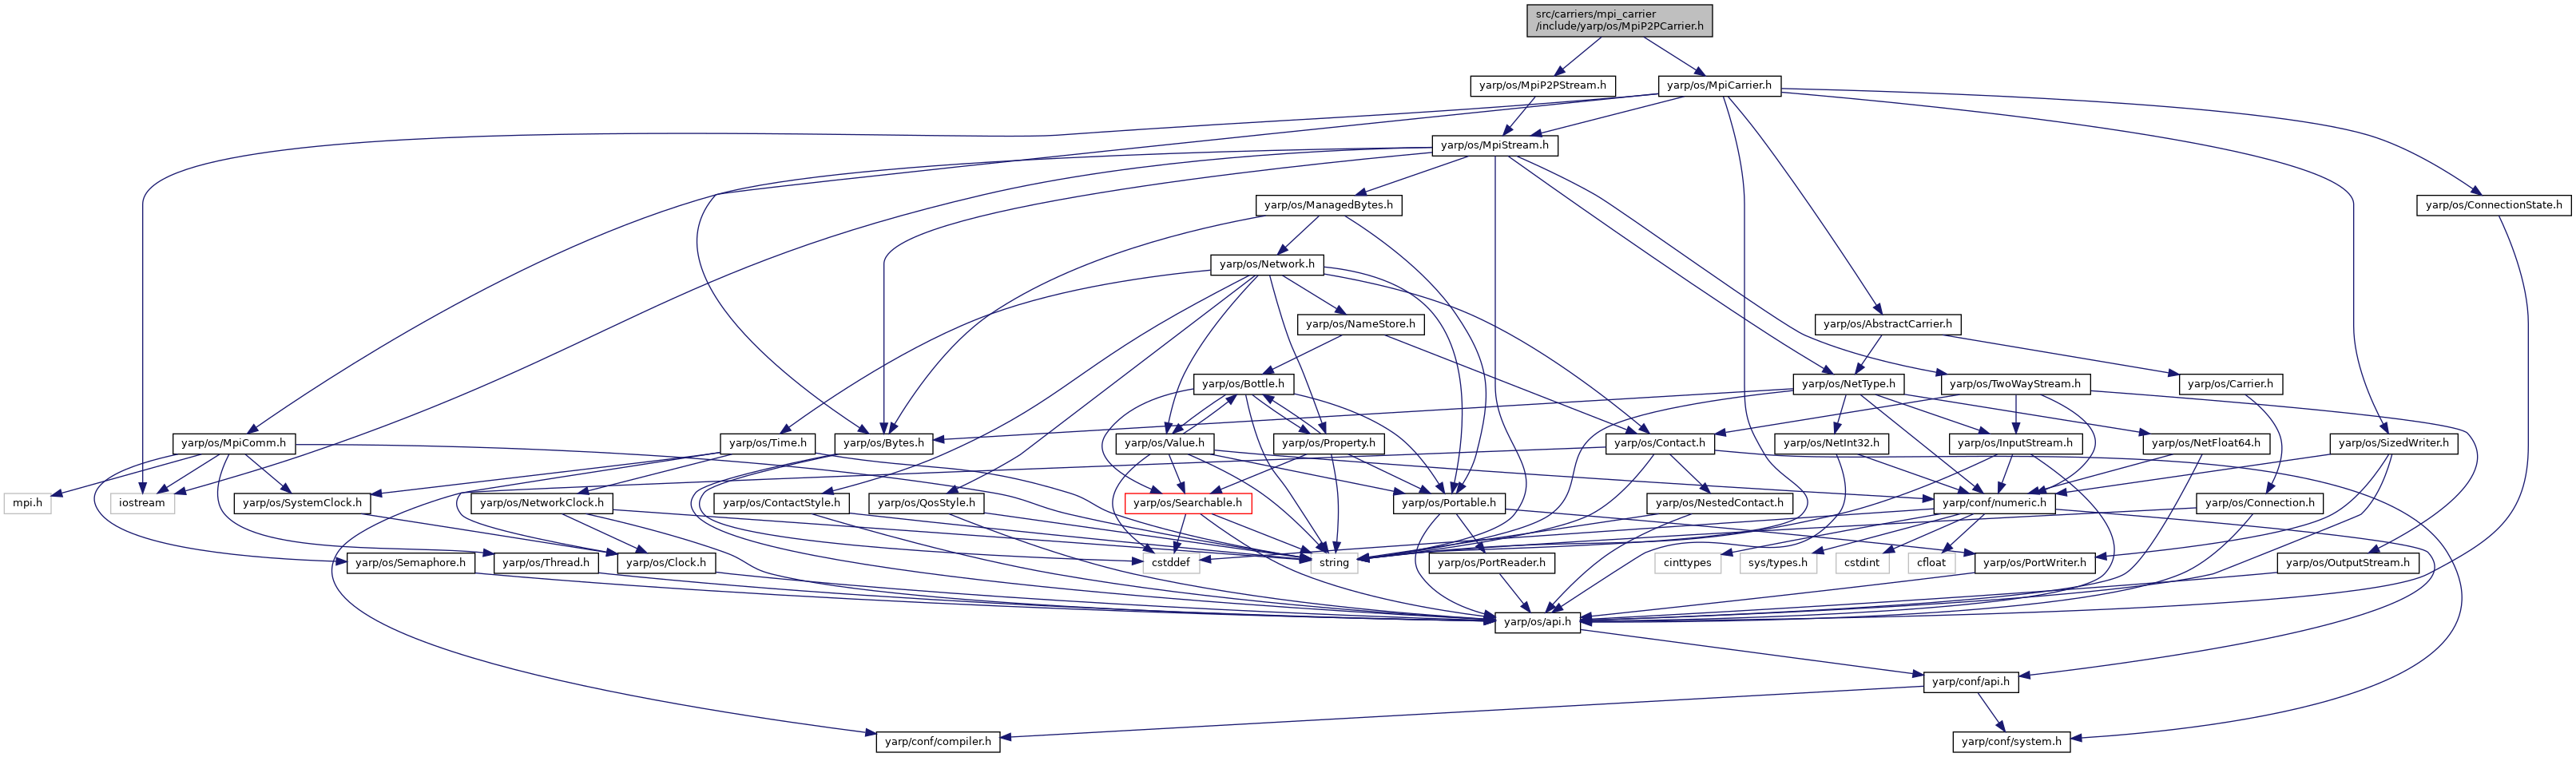 src/carriers/mpi_carrier
/include/yarp/os/MpiP2PCarrier.h
yarp/os/MpiP2PStream.h
yarp/os/MpiCarrier.h
yarp/os/MpiStream.h
yarp/os/ManagedBytes.h
yarp/os/ConnectionState.h
yarp/os/Network.h
yarp/os/NameStore.h
yarp/os/AbstractCarrier.h
yarp/os/Bottle.h
yarp/os/NetType.h
yarp/os/TwoWayStream.h
yarp/os/Carrier.h
yarp/os/MpiComm.h
yarp/os/Time.h
yarp/os/Bytes.h
yarp/os/Value.h
yarp/os/Property.h
yarp/os/Contact.h
yarp/os/NetInt32.h
yarp/os/InputStream.h
yarp/os/NetFloat64.h
yarp/os/SizedWriter.h
mpi.h
iostream
yarp/os/SystemClock.h
yarp/os/NetworkClock.h
yarp/os/ContactStyle.h
yarp/os/QosStyle.h
yarp/os/Searchable.h
yarp/os/Portable.h
yarp/os/NestedContact.h
yarp/conf/numeric.h
yarp/os/Connection.h
yarp/os/Semaphore.h
yarp/os/Thread.h
yarp/os/Clock.h
cstddef
string
yarp/os/PortReader.h
cinttypes
sys/types.h
cstdint
cfloat
yarp/os/PortWriter.h
yarp/os/OutputStream.h
yarp/os/api.h
yarp/conf/api.h
yarp/conf/compiler.h
yarp/conf/system.h